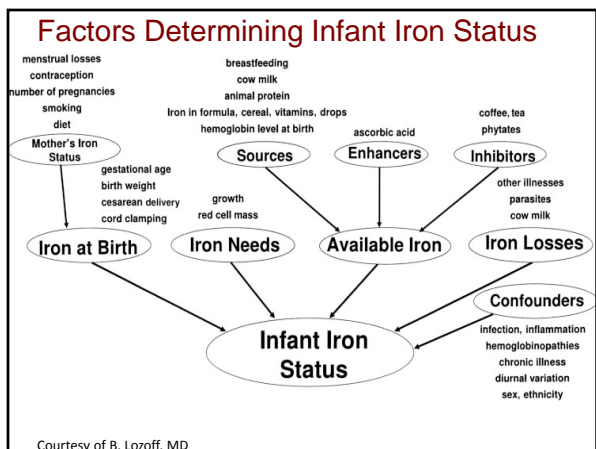 Factors Determining Infant Iron Status
menstrual losses
contraception
number of pregnancies
smoking
diet
Mother's Iron
Status
breastfeeding
cow milk
animal protein
Iron in formula, cereal, vitamins, drops
hemoglobin level at birth
Sources
ascorbic acid
Enhancers
coffee, tea
phytates
Inhibitors
gestational age
birth weight
cesarean delivery
cord clamping
Iron at Birth
growth
red cell mass
Iron Needs
Available Iron
other illnesses
parasites
cow milk
Iron Losses
Confounders
infection, inflammation
hemoglobinopathies
chronic illness
diurnal variation
sex, ethnicity
Infant Iron
Status
Courtesy of B. Lozoff, MD